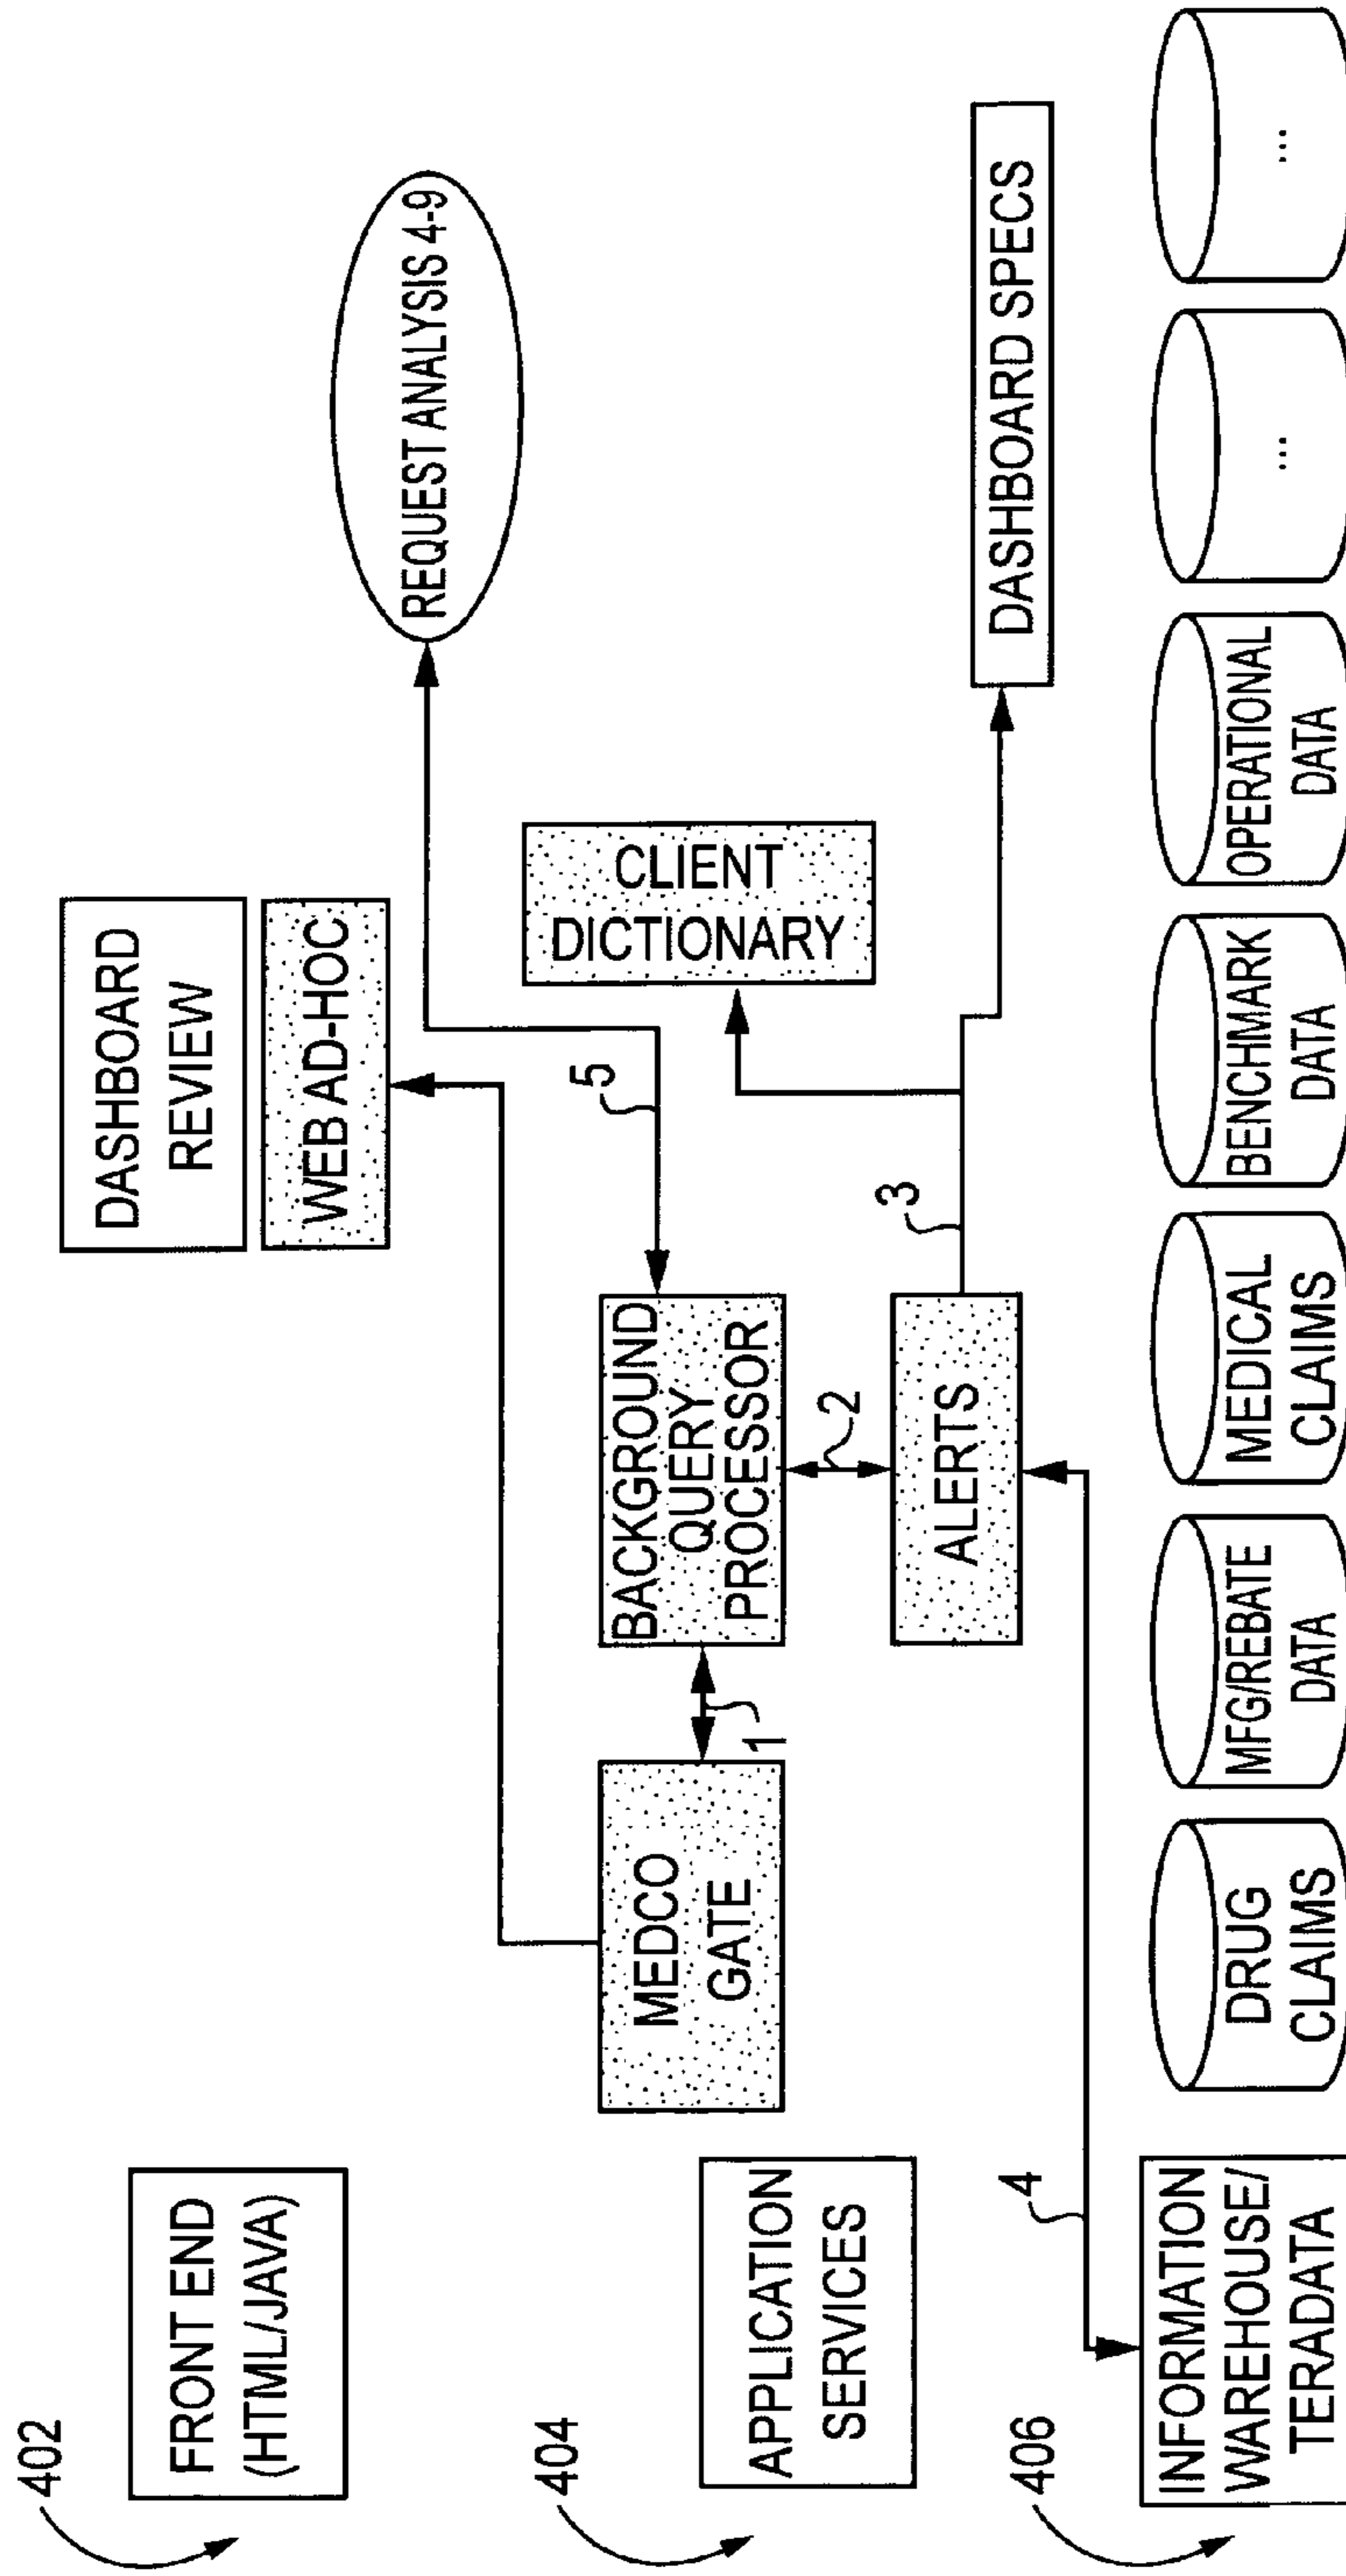 402
FRONT END
(HTML/JAVA)
DASHBOARD
REVIEW
WEB AD-HOC
REQUEST ANALYSIS 4-9
404
APPLICATION
SERVICES
MEDCO
GATE
1
BACKGROUND
QUERY
PROCESSOR
5
CLIENT
DICTIONARY
2
ALERTS
3
DASHBOARD SPECS
406
4
INFORMATION
WAREHOUSE/
TERADATA
DRUG
CLAIMS
MFG/REBATE
DATA
MEDICAL
CLAIMS
BENCHMARK
DATA
OPERATIONAL
DATA
...
...